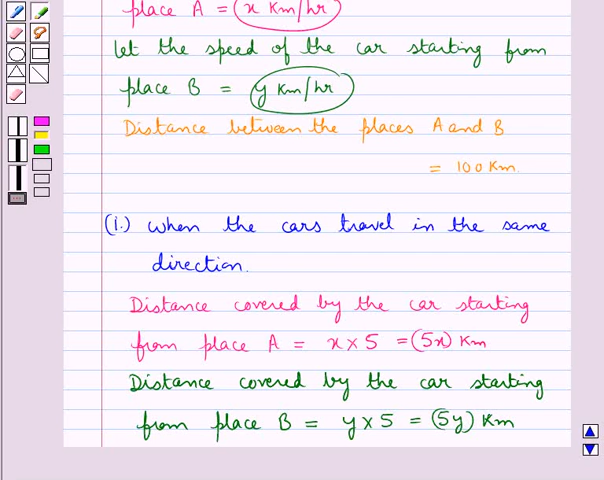 place A = x Km/hr
let the speed of the car starting from
place B = y Km/hr
Distance between the places A and B
= 100 Km.
(i.) when the cars travel in the same
direction.
Distance covered by the car starting
from place A = x × 5 = (5x) Km
Distance covered by the car starting
from place B = y × 5 = (5y) Km